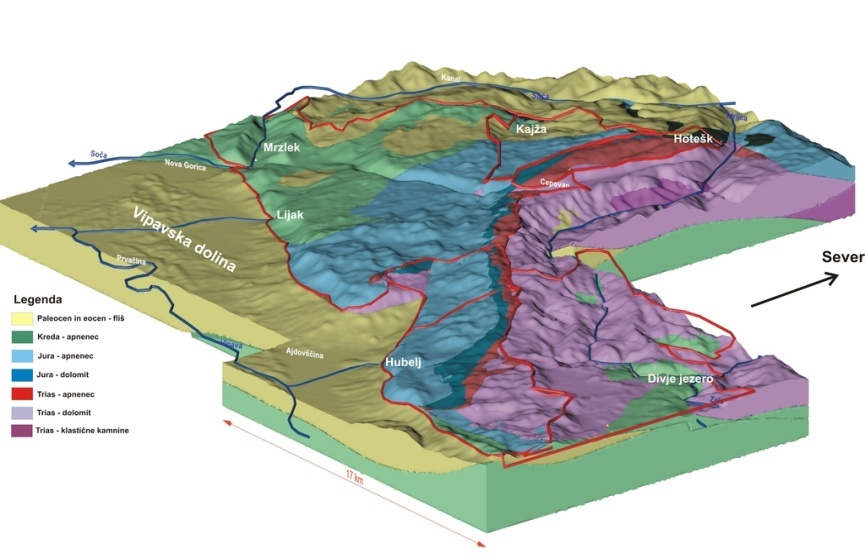 Kanal
Soča
Idrijca
Kajža
Hotešk
Mrzlek
Soča
Nova Gorica
Čepovan
Lijak
Vipavska dolina
Sever
Prvačina
Legenda
Paleocen in eocen - fliš
Kreda - apnenec
Jura - apnenec
Jura - dolomit
Trias - apnenec
Trias - dolomit
Trias - klastične kamnine
Ajdovščina
Hubelj
Divje jezero
17 km